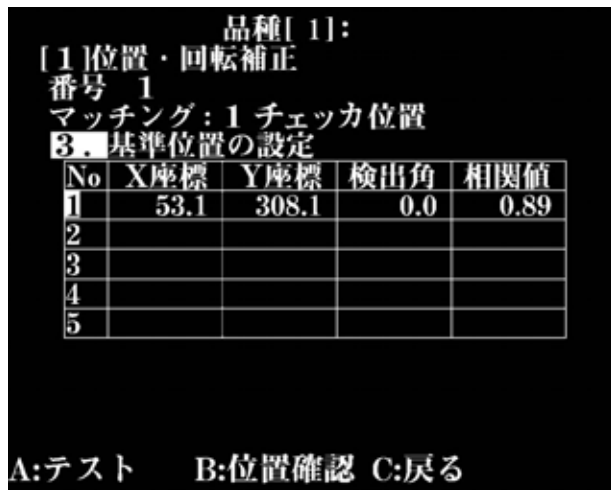 品種[ 1]:
[1]位置・回転補正
番号 1
マッチング:1 チェッカ位置
3. 基準位置の設定
No X座標 Y座標 検出角 相関値
1 53.1 308.1 0.0 0.89
2
3
4
5
A:テスト B:位置確認 C:戻る